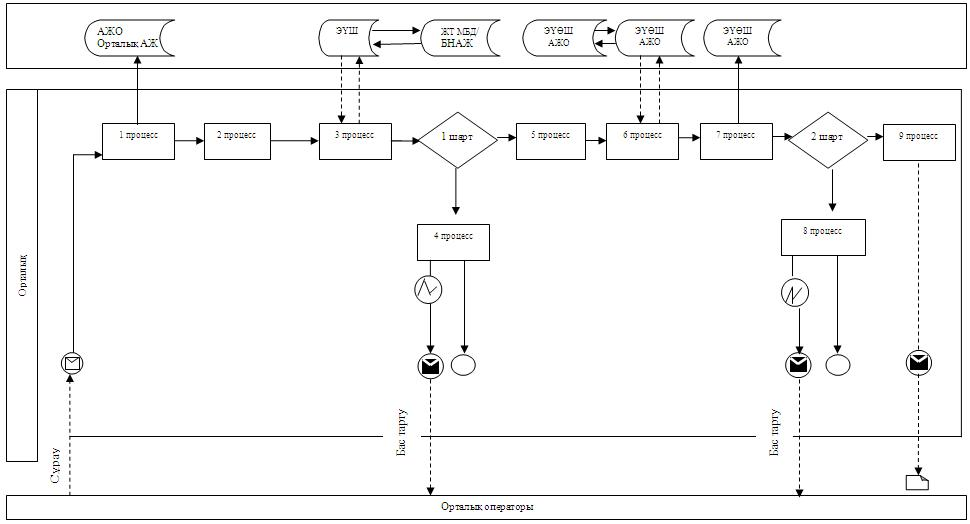 АЖО
Орталық АЖ
ЭҮШ
ЖТ МБД/
БНАЖ
ЭҮӨШ
АЖО
ЭҮӨШ
АЖО
ЭҮӨШ
АЖО
1 процесс
2 процесс
3 процесс
1 шарт
5 процесс
6 процесс
7 процесс
2 шарт
9 процесс
4 процесс
8 процесс
Орталық
Сұрау
Бас тарту
Бас тарту
Орталық операторы